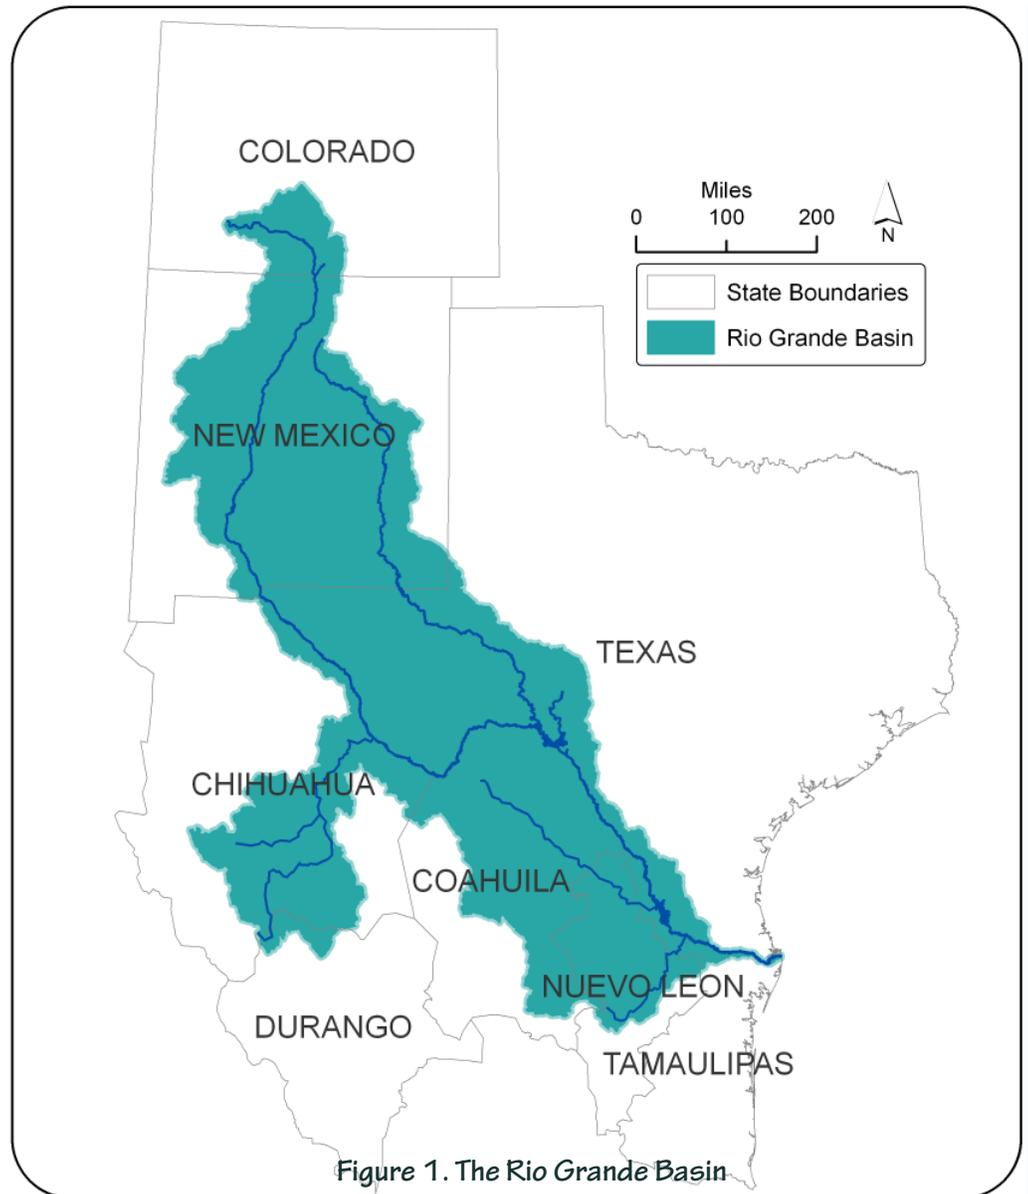 COLORADO
Miles
0 100 200
N
State Boundaries
Rio Grande Basin
NEW MEXICO
TEXAS
CHIHUAHUA
COAHUILA
NUEVO LEON
DURANGO
TAMAULIPAS
Figure 1. The Rio Grande Basin